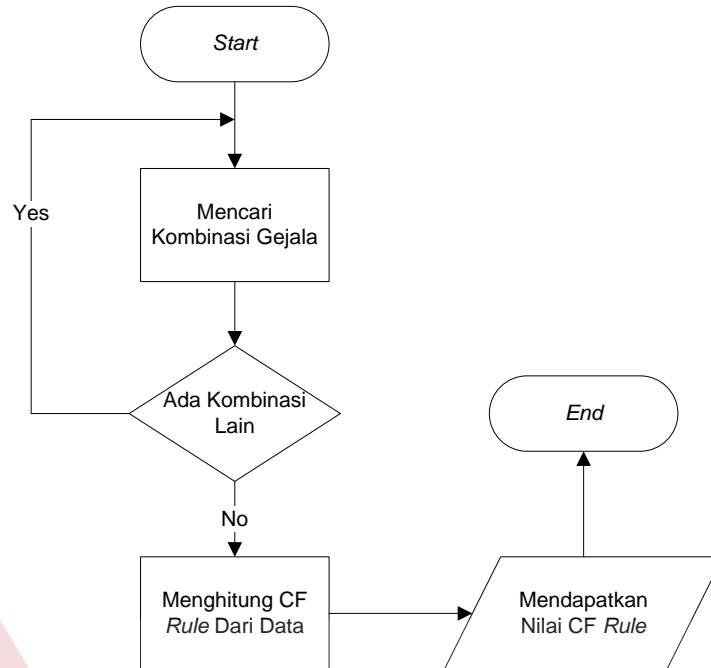 Start
Mencari
Kombinasi Gejala
Yes
Ada Kombinasi
Lain
No
Menghitung CF
Rule Dari Data
Mendapatkan
Nilai CF Rule
End